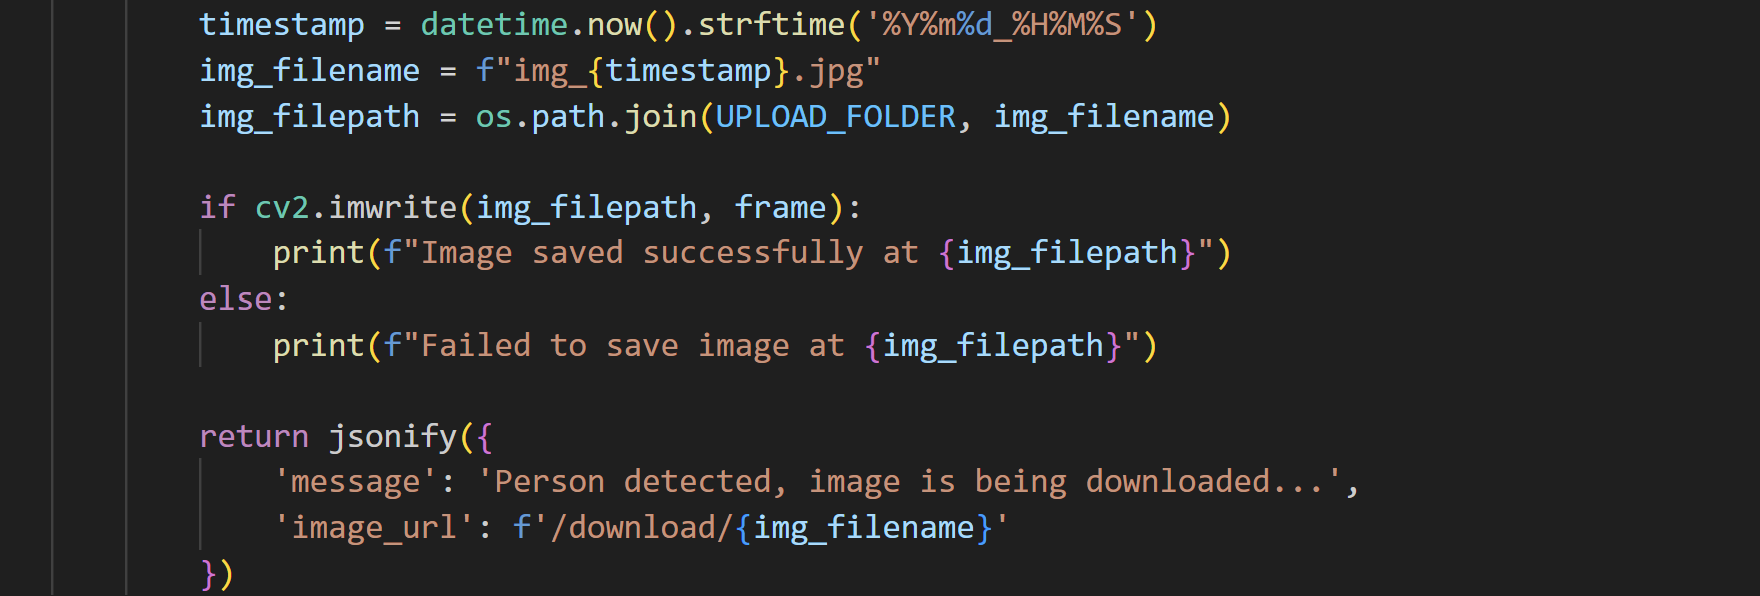 timestamp = datetime.now().strftime('%Y%m%d_%H%M%S')
img_filename = f"img_{timestamp}.jpg"
img_filepath = os.path.join(UPLOAD_FOLDER, img_filename)
if cv2.imwrite(img_filepath, frame):
    print(f"Image saved successfully at {img_filepath}")
else:
    print(f"Failed to save image at {img_filepath}")
return jsonify({
    'message': 'Person detected, image is being downloaded...',
    'image_url': f'/download/{img_filename}'
})